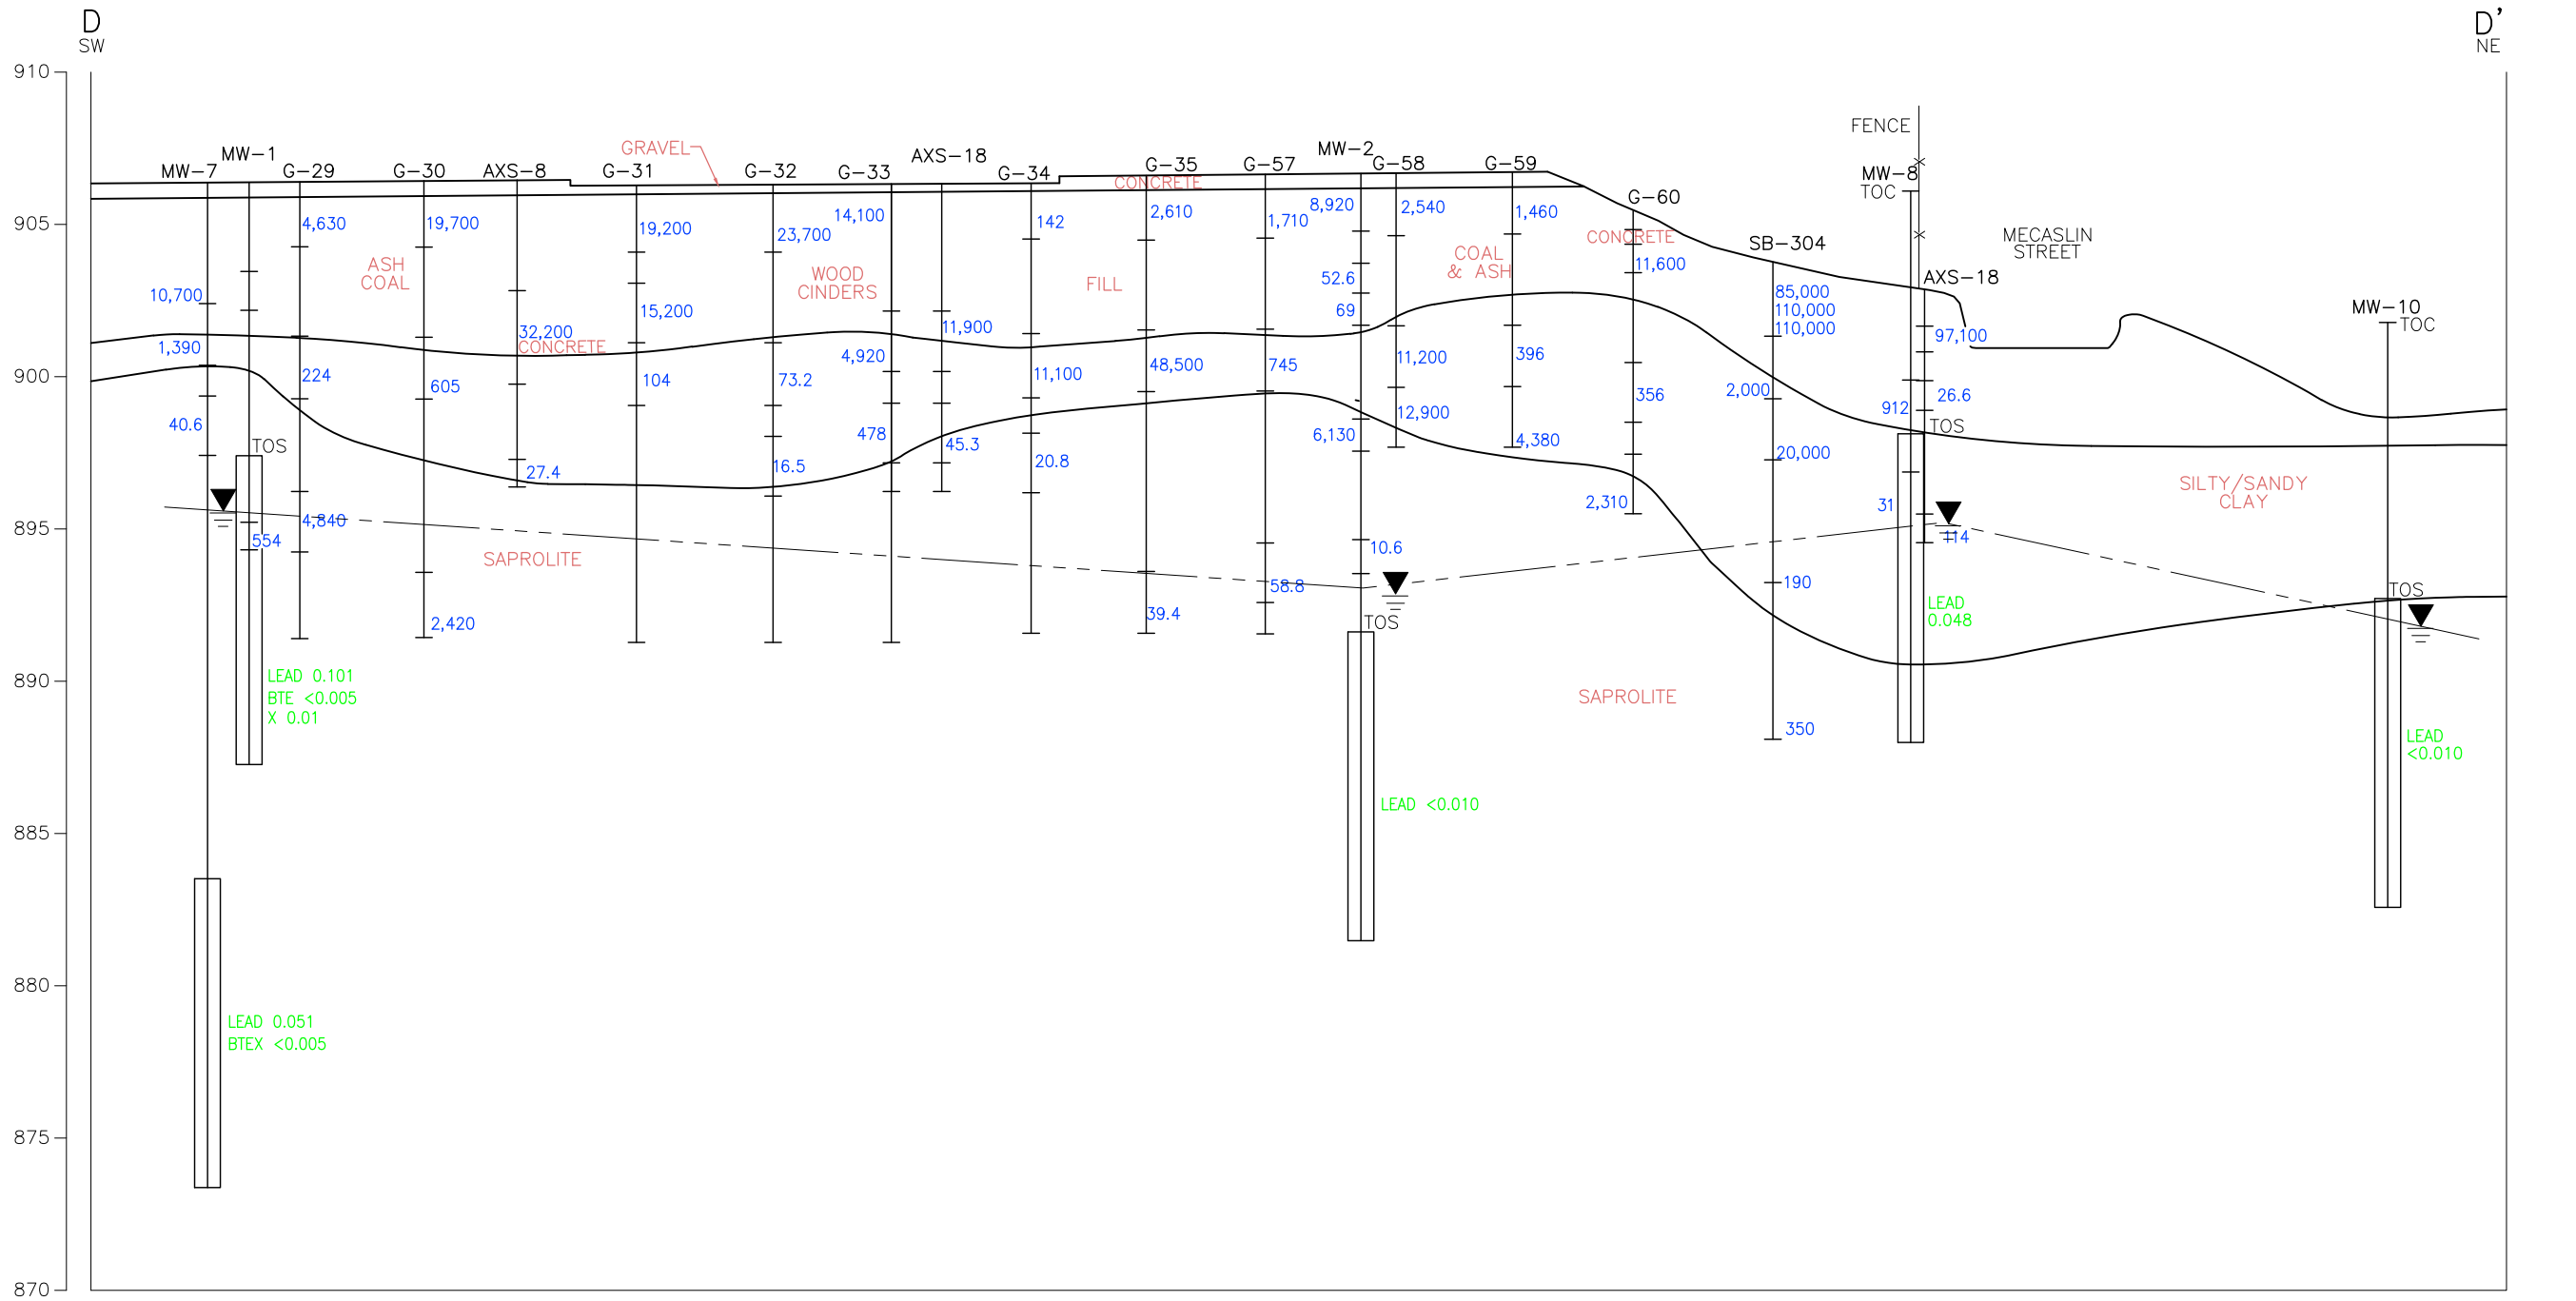 D
SW
D'
NE
910
905
900
895
890
885
880
875
870
MW-7
MW-1
G-29
G-30
AXS-8
G-31
GRAVEL
G-32
G-33
AXS-18
G-34
G-35
CONCRETE
G-57
MW-2
G-58
G-59
G-60
SB-304
FENCE
MW-8
TOC
AXS-18
MECASLIN
STREET
MW-10
TOC
10,700
1,390
40.6
TOS
554
4,630
224
4,840
ASH
COAL
19,700
605
2,420
32,200
CONCRETE
27.4
SAPROLITE
19,200
15,200
104
23,700
73.2
16.5
WOOD
CINDERS
14,100
4,920
478
11,900
45.3
142
11,100
20.8
FILL
2,610
48,500
39.4
1,710
745
58.8
8,920
52.6
69
6,130
10.6
TOS
2,540
11,200
12,900
COAL
& ASH
1,460
396
4,380
CONCRETE
11,600
356
2,310
85,000
110,000
110,000
2,000
20,000
190
350
SAPROLITE
912
31
TOS
97,100
26.6
114
LEAD
0.048
SILTY/SANDY
CLAY
TOS
LEAD
<0.010
LEAD 0.101
BTE <0.005
X 0.01
LEAD <0.010
LEAD 0.051
BTEX <0.005